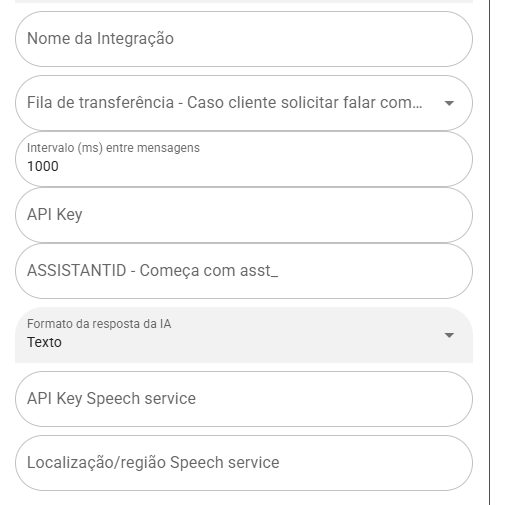 Nome da Integração
Fila de transferência - Caso cliente solicitar falar com...
Intervalo (ms) entre mensagens
1000
API Key
ASSISTANTID - Começa com asst_
Formato da resposta da IA
Texto
API Key Speech service
Localização/região Speech service